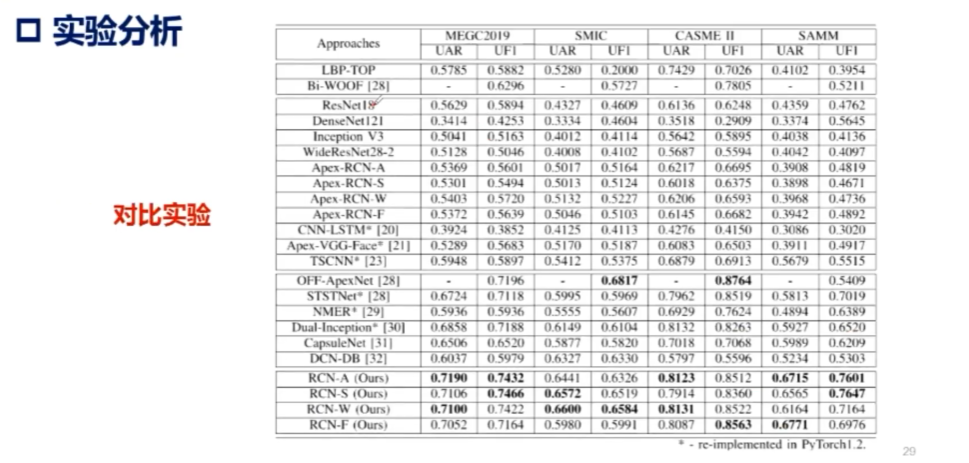 实验分析
对比实验
Approaches MEGC2019 SMIC CASME II SAMM
UAR UF1 UAR UF1 UAR UF1 UAR UF1
LBP-TOP 0.5785 0.5882 0.5280 0.2000 0.7429 0.7026 0.4102 0.3954
Bi-WOOF [28] - 0.6296 - 0.5727 - 0.7805 - 0.5211
ResNet18 0.5629 0.5894 0.4327 0.4609 0.6136 0.6248 0.4359 0.4762
DenseNet121 0.3414 0.4253 0.3334 0.4604 0.3518 0.2909 0.3374 0.5645
Inception V3 0.5041 0.5163 0.4012 0.4114 0.5642 0.5895 0.4038 0.4136
WideResNet28-2 0.5128 0.5046 0.4008 0.4102 0.5687 0.5594 0.4042 0.4097
Apex-RCN-A 0.5369 0.5601 0.5017 0.5164 0.6217 0.6695 0.3908 0.4819
Apex-RCN-S 0.5301 0.5494 0.5013 0.5124 0.6018 0.6375 0.3898 0.4671
Apex-RCN-W 0.5403 0.5720 0.5132 0.5227 0.6206 0.6593 0.3968 0.4736
Apex-RCN-F 0.5372 0.5639 0.5046 0.5103 0.6145 0.6682 0.3942 0.4892
CNN-LSTM* [20] 0.3924 0.3852 0.4125 0.4113 0.4276 0.4150 0.3086 0.3020
Apex-VGG-Face* [21] 0.5289 0.5683 0.5170 0.5187 0.6083 0.6503 0.3911 0.4917
TSCNN* [23] 0.5948 0.5897 0.5412 0.5375 0.6879 0.6913 0.5679 0.5515
OFF-ApexNet [28] - 0.7196 - 0.6817 - 0.8764 - 0.5409
STSTNet* [28] 0.6724 0.7118 0.5995 0.5969 0.7962 0.8519 0.5813 0.7019
NMER* [29] 0.5936 0.5936 0.5555 0.5607 0.6929 0.7624 0.4894 0.6389
Dual-Inception* [30] 0.6858 0.7188 0.6149 0.6104 0.8132 0.8263 0.5927 0.6520
CapsuleNet [31] 0.6506 0.6520 0.5877 0.5820 0.7018 0.7068 0.5989 0.6209
DCN-DB [32] 0.6037 0.5979 0.6327 0.6330 0.5797 0.5596 0.5234 0.5303
RCN-A (Ours) 0.7190 0.7432 0.6441 0.6326 0.8123 0.8512 0.6715 0.7601
RCN-S (Ours) 0.7106 0.7466 0.6572 0.6519 0.7914 0.8360 0.6565 0.7647
RCN-W (Ours) 0.7100 0.7422 0.6600 0.6584 0.8131 0.8522 0.6164 0.7164
RCN-F (Ours) 0.7052 0.7164 0.5980 0.5991 0.8087 0.8563 0.6771 0.6976
* - re-implemented in PyTorch1.2.
29